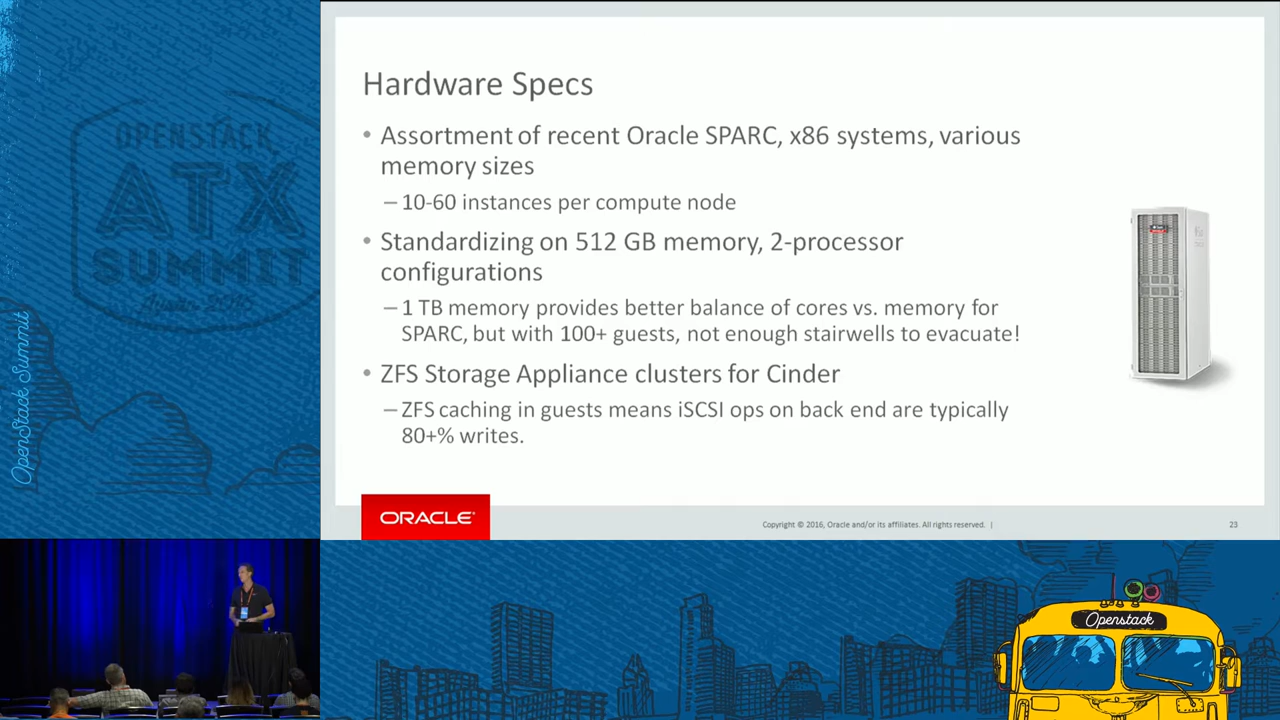 OPENSTACK
ATX
SUMMIT
Austin 2016
OpenStack Summit
Hardware Specs
• Assortment of recent Oracle SPARC, x86 systems, various
memory sizes
– 10-60 instances per compute node
• Standardizing on 512 GB memory, 2-processor
configurations
– 1 TB memory provides better balance of cores vs. memory for
SPARC, but with 100+ guests, not enough stairwells to evacuate!
• ZFS Storage Appliance clusters for Cinder
– ZFS caching in guests means iSCSI ops on back end are typically
80+% writes.
ORACLE
Copyright © 2016, Oracle and/or its affiliates. All rights reserved. |
23
Openstack